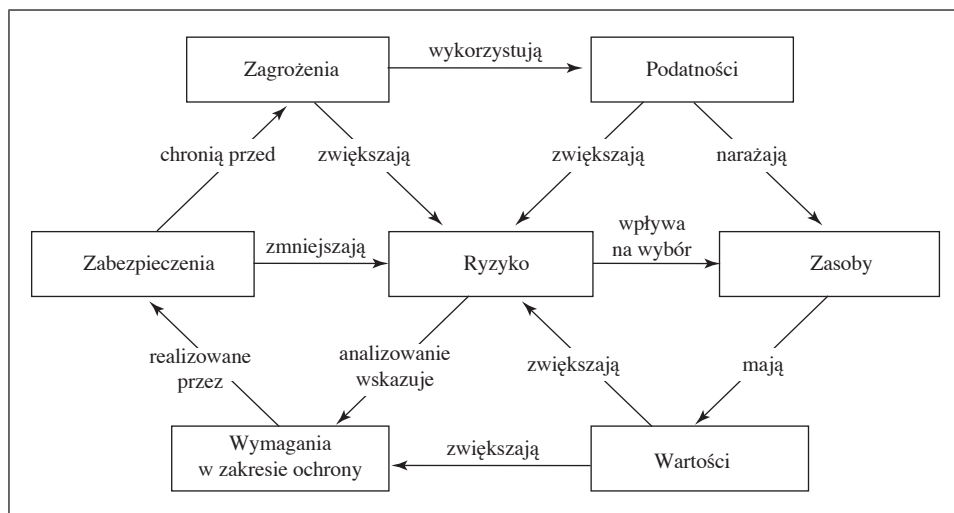 wykorzystują
Zagrożenia
Podatności
chronią przed
zwiększają
zwiększają
narażają
Zabezpieczenia
zmniejszają
Ryzyko
wpływa
na wybór
Zasoby
realizowane
przez
analizowanie
wskazuje
zwiększają
mają
Wymagania
w zakresie ochrony
zwiększają
Wartości